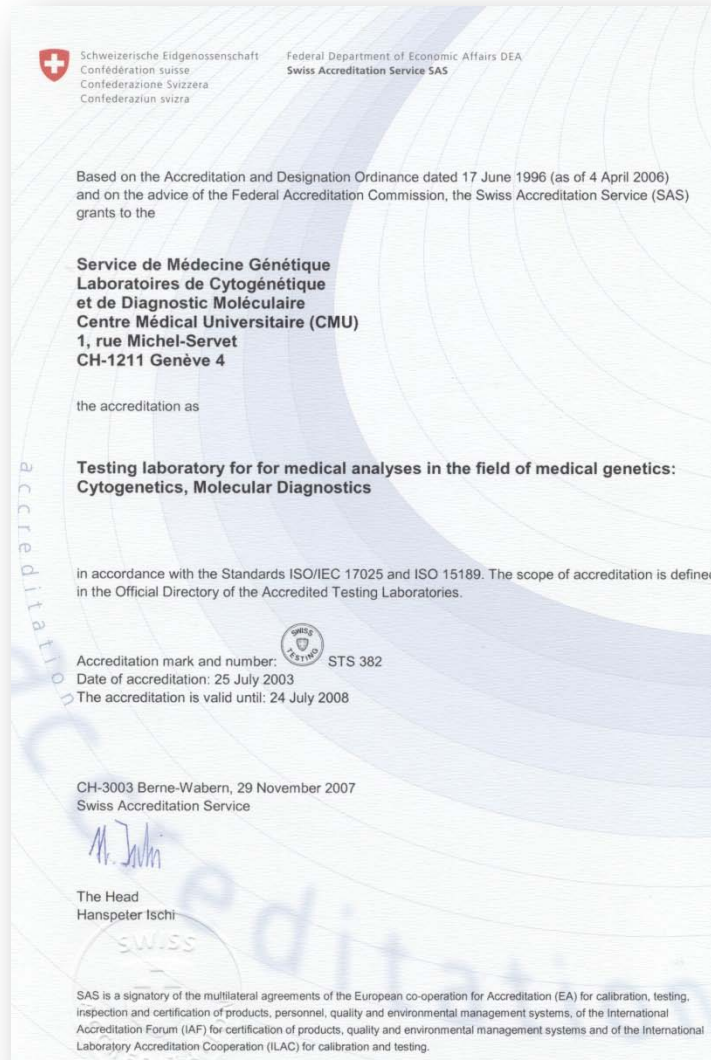 Schweizerische Eidgenossenschaft
Confédération suisse
Confederazione Svizzera
Confederaziun svizra
Federal Department of Economic Affairs DEA
Swiss Accreditation Service SAS
Based on the Accreditation and Designation Ordinance dated 17 June 1996 (as of 4 April 2006)
and on the advice of the Federal Accreditation Commission, the Swiss Accreditation Service (SAS)
grants to the
Service de Médecine Génétique
Laboratoires de Cytogénétique
et de Diagnostic Moléculaire
Centre Médical Universitaire (CMU)
1, rue Michel-Servet
CH-1211 Genève 4
the accreditation as
Testing laboratory for for medical analyses in the field of medical genetics:
Cytogenetics, Molecular Diagnostics
in accordance with the Standards ISO/IEC 17025 and ISO 15189. The scope of accreditation is defined
in the Official Directory of the Accredited Testing Laboratories.
SWISS
TESTING
Accreditation mark and number: STS 382
Date of accreditation: 25 July 2003
The accreditation is valid until: 24 July 2008
accreditation
accreditation
CH-3003 Berne-Wabern, 29 November 2007
Swiss Accreditation Service
The Head
Hanspeter Ischi
SWISS
SAS is a signatory of the multilateral agreements of the European co-operation for Accreditation (EA) for calibration, testing,
inspection and certification of products, personnel, quality and environmental management systems, of the International
Accreditation Forum (IAF) for certification of products, quality and environmental management systems and of the International
Laboratory Accreditation Cooperation (ILAC) for calibration and testing.